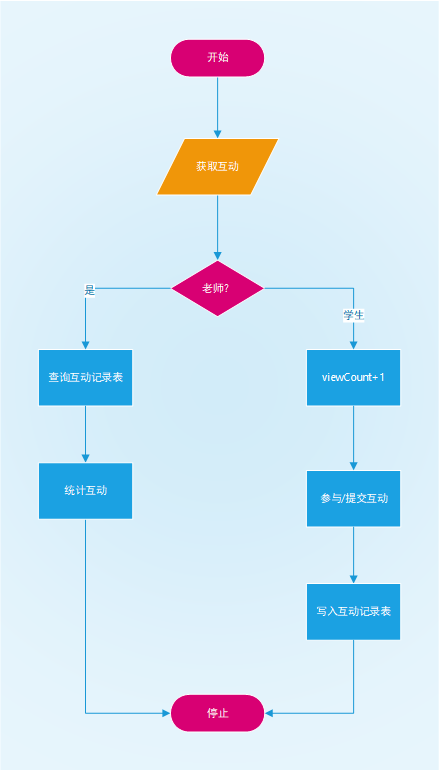 开始
获取互动
老师?
是
学生
查询互动记录表
viewCount+1
统计互动
参与/提交互动
写入互动记录表
停止